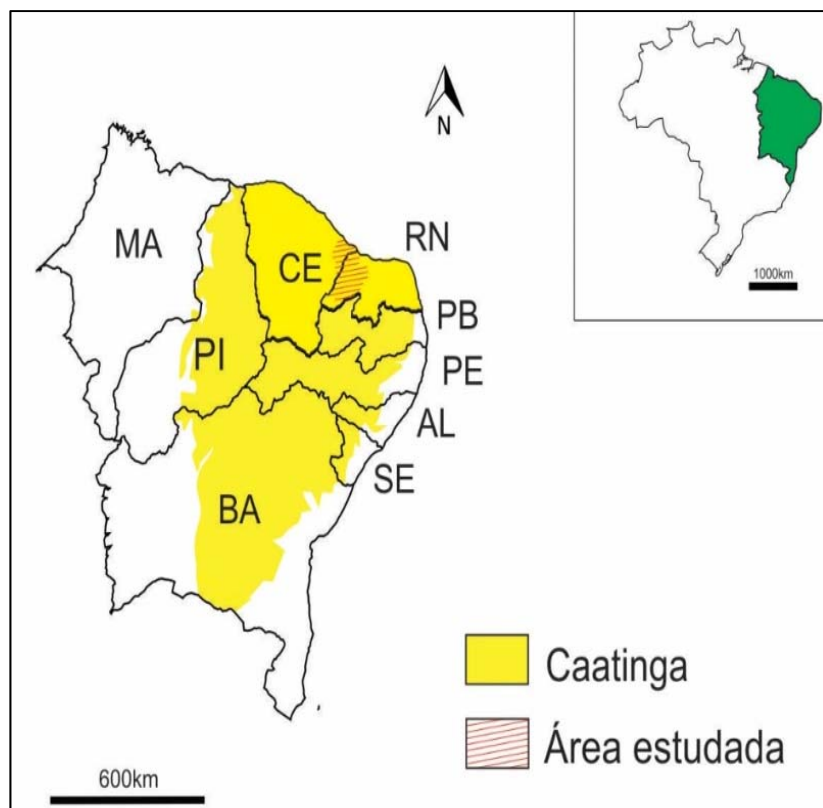 N
1000km
MA
CE
RN
PI
PB
PE
AL
SE
BA
Caatinga
Área estudada
600km